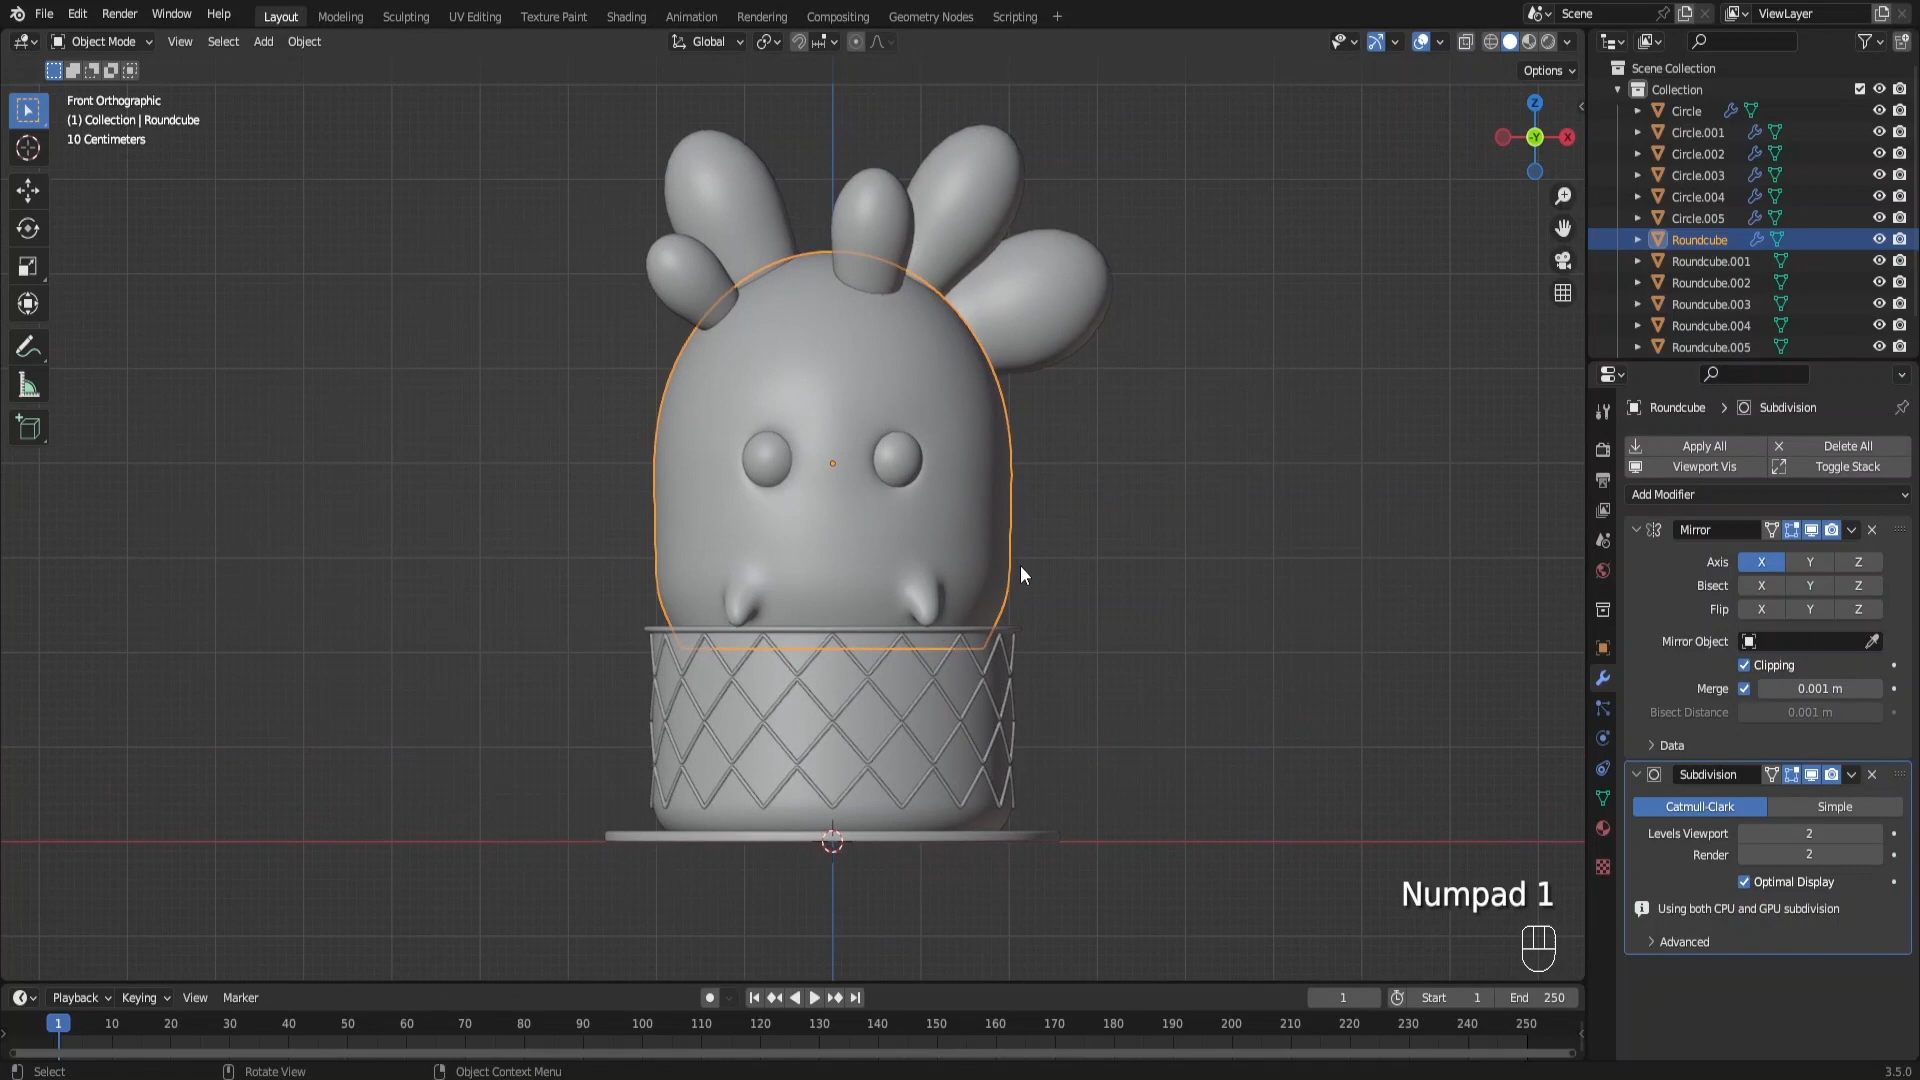 File Edit Render Window Help Layout Modeling Sculpting UV Editing Texture Paint Shading Animation Rendering Compositing Geometry Nodes Scripting + Scene ViewLayer
Object Mode View Select Add Object Global
Options
Front Orthographic
(1) Collection | Roundcube
10 Centimeters
Z
-Y
X
Numpad 1
Scene Collection
Collection
Circle
Circle.001
Circle.002
Circle.003
Circle.004
Circle.005
Roundcube
Roundcube.001
Roundcube.002
Roundcube.003
Roundcube.004
Roundcube.005
Roundcube > Subdivision
Apply All Delete All
Viewport Vis Toggle Stack
Add Modifier
Mirror
Axis X Y Z
Bisect X Y Z
Flip X Y Z
Mirror Object
Clipping
Merge 0.001 m
Bisect Distance 0.001 m
Data
Subdivision
Catmull-Clark Simple
Levels Viewport 2
Render 2
Optimal Display
Using both CPU and GPU subdivision
Advanced
Playback Keying View Marker 1 Start 1 End 250
1 10 20 30 40 50 60 70 80 90 100 110 120 130 140 150 160 170 180 190 200 210 220 230 240 250
Select Rotate View Object Context Menu 3.5.0